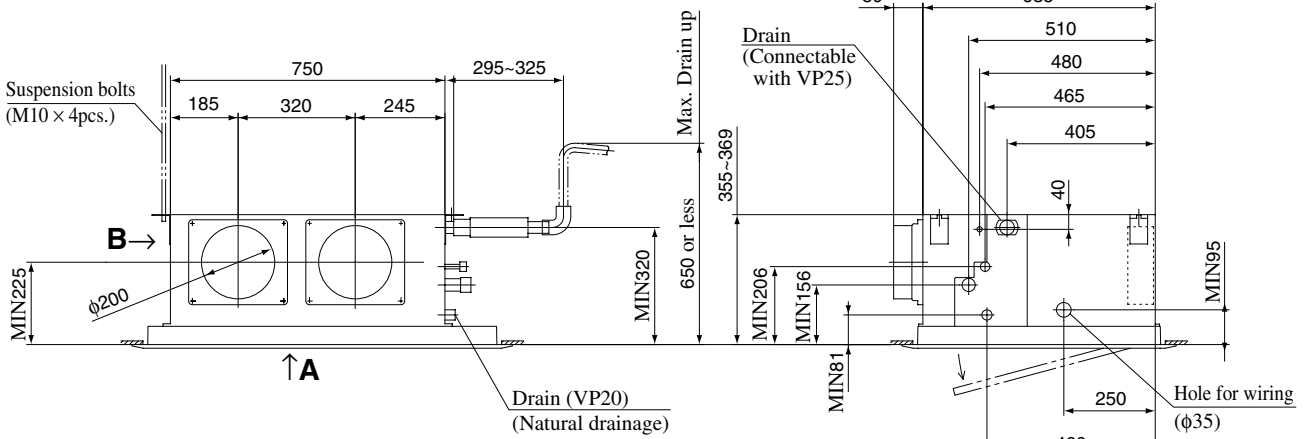 510
Drain
(Connectable
with VP25)
480
465
405
40
Max. Drain up
750
295~325
Suspension bolts
(M10 × 4pcs.)
185
320
245
355~369
650 or less
B
MIN225
ϕ200
MIN320
MIN206
MIN156
MIN95
MIN81
A
Drain (VP20)
(Natural drainage)
250
Hole for wiring
(ϕ35)